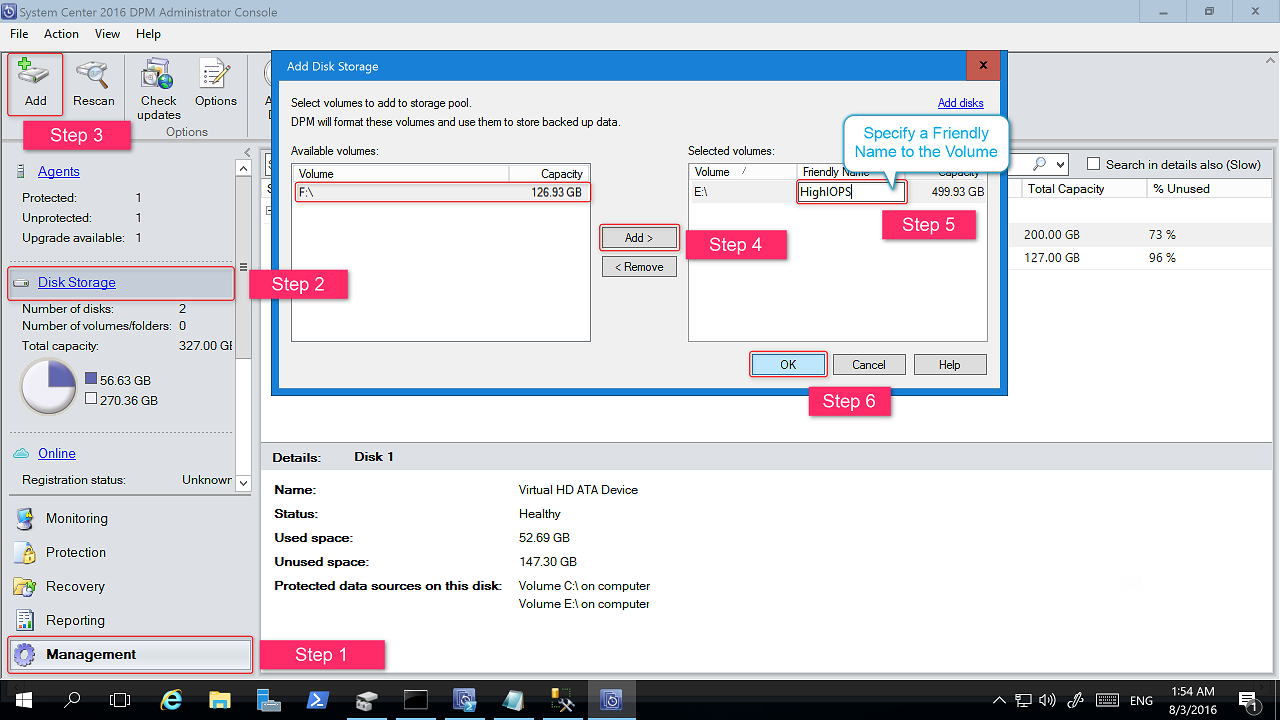 System Center 2016 DPM Administrator Console
File Action View Help
Add
Rescan
Check updates
Options
Options
Step 3
Agents
Protected: 1
Unprotected: 1
Upgrade available: 1
Disk Storage
Step 2
Number of disks: 2
Number of volumes/folders: 0
Total capacity: 327.00 GB
56.63 GB
270.36 GB
Online
Registration status: Unknown
Monitoring
Protection
Recovery
Reporting
Management
Step 1
Add Disk Storage
Select volumes to add to storage pool.
Add disks
DPM will format these volumes and use them to store backed up data.
Available volumes:
Volume Capacity
F:\ 126.93 GB
Add >
< Remove
Step 4
Selected volumes:
Specify a Friendly
Name to the Volume
Volume Friendly Name Capacity
E:\ HighIOPS 499.93 GB
Step 5
OK
Cancel
Help
Step 6
Search in details also (Slow)
Total Capacity % Unused
200.00 GB 73 %
127.00 GB 96 %
Details: Disk 1
Name: Virtual HD ATA Device
Status: Healthy
Used space: 52.69 GB
Unused space: 147.30 GB
Protected data sources on this disk: Volume C:\ on computer
Volume E:\ on computer
ENG
1:54 AM
8/3/2016
1